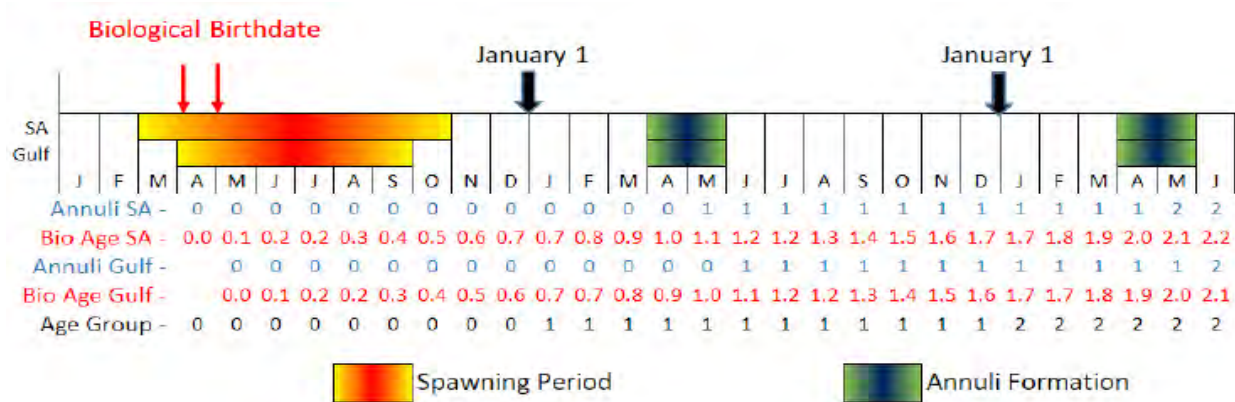 Biological Birthdate
January 1
January 1
SA
Gulf
J F M A M J J A S O N D J F M A M J J A S O N D J F M A M J
Annuli SA - 0 0 0 0 0 0 0 0 0 0 0 0 0 1 1 1 1 1 1 1 1 1 1 1 1 2 2
Bio Age SA - 0.0 0.1 0.2 0.2 0.3 0.4 0.5 0.6 0.7 0.7 0.8 0.9 1.0 1.1 1.2 1.2 1.3 1.4 1.5 1.6 1.7 1.7 1.8 1.9 2.0 2.1 2.2
Annuli Gulf - 0 0 0 0 0 0 0 0 0 0 0 0 0 1 1 1 1 1 1 1 1 1 1 1 1 2
Bio Age Gulf - 0.0 0.1 0.2 0.2 0.3 0.4 0.5 0.6 0.7 0.7 0.8 0.9 1.0 1.1 1.2 1.2 1.3 1.4 1.5 1.6 1.7 1.7 1.8 1.9 2.0 2.1
Age Group - 0 0 0 0 0 0 0 0 0 1 1 1 1 1 1 1 1 1 1 1 1 2 2 2 2 2 2
Spawning Period
Annuli Formation